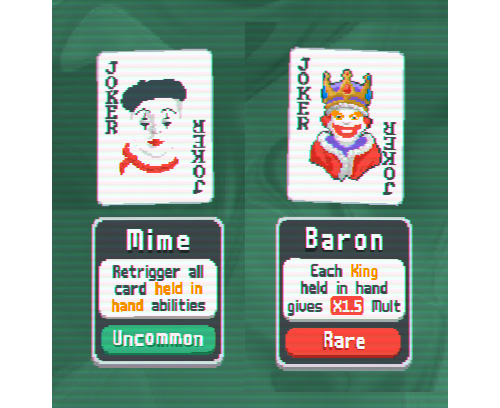 JOKER
JOKER
Mime
Retrigger all
card held in
hand abilities
Uncommon
JOKER
JOKER
Baron
Each King
held in hand
gives X1.5 Mult
Rare